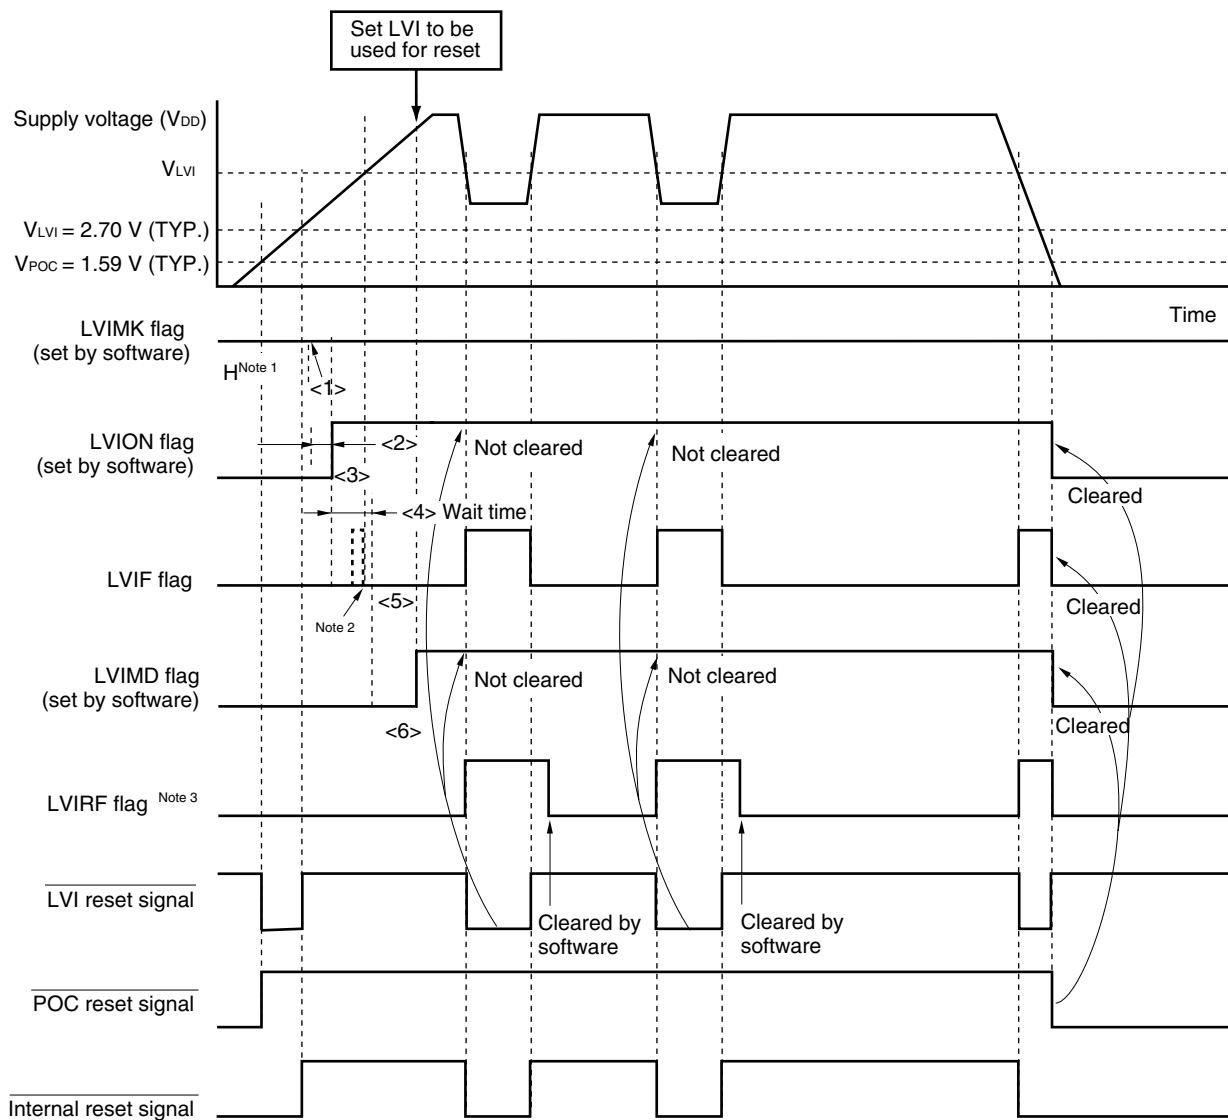 Set LVI to be
used for reset
Supply voltage (VDD)
VLVI
VLVI = 2.70 V (TYP.)
VPOC = 1.59 V (TYP.)
Time
LVIMK flag
(set by software)
H Note 1
<1>
LVION flag
(set by software)
<2>
Not cleared
Not cleared
<3>
Cleared
<4> Wait time
LVIF flag
<5>
Note 2
Cleared
LVIMD flag
(set by software)
Not cleared
Not cleared
<6>
Cleared
LVIRF flag Note 3
LVI reset signal
Cleared by
software
Cleared by
software
POC reset signal
Internal reset signal